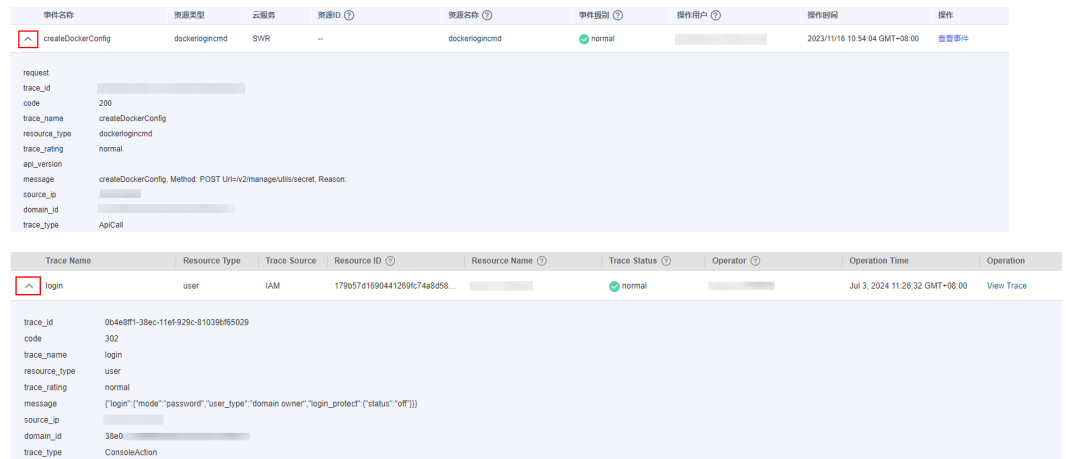 事件名称 资源类型 云服务 资源ID ? 资源名称 ? 事件级别 ? 操作用户 ? 操作时间 操作
createDockerConfig dockerlogincmd SWR -- dockerlogincmd normal 2023/11/16 10:54:04 GMT+08:00 查看事件
request
trace_id
code 200
trace_name createDockerConfig
resource_type dockerlogincmd
trace_rating normal
api_version
message createDockerConfig, Method: POST Url=/v2/manage/utils/secret, Reason:
source_ip
domain_id
trace_type ApiCall
Trace Name Resource Type Trace Source Resource ID ? Resource Name ? Trace Status ? Operator ? Operation Time Operation
login user IAM 179b57d1690441269fc74a8d58... normal Jul 3, 2024 11:26:32 GMT+08:00 View Trace
trace_id 0b4e8ff1-38ec-11ef-929c-81039bf65029
code 302
trace_name login
resource_type user
trace_rating normal
message {"login":{"mode":"password","user_type":"domain owner","login_protect":{"status":"off"}}}
source_ip
domain_id 38e0
trace_type ConsoleAction